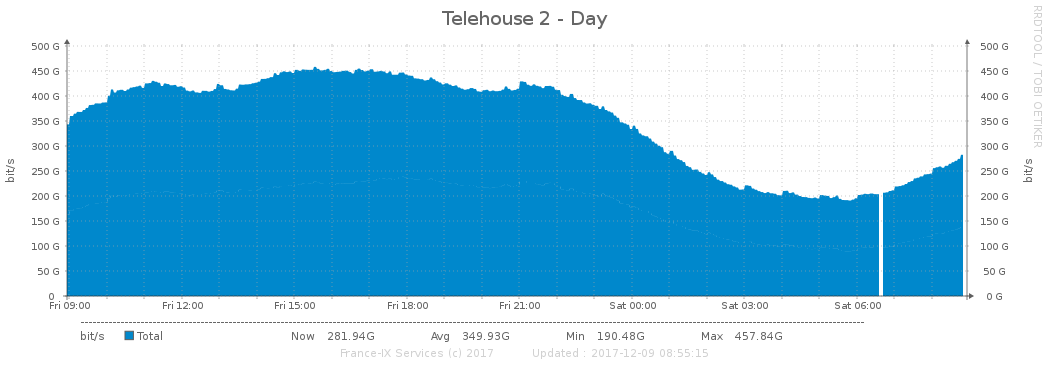 Telehouse 2 - Day
RRDTOOL / TOBI OETIKER
500 G 500 G
450 G 450 G
400 G 400 G
350 G 350 G
300 G 300 G
250 G 250 G
200 G 200 G
150 G 150 G
100 G 100 G
50 G 50 G
0 0 G
bit/s
bit/s
Fri 09:00 Fri 12:00 Fri 15:00 Fri 18:00 Fri 21:00 Sat 00:00 Sat 03:00 Sat 06:00
bit/s Total Now 281.94G Avg 349.93G Min 190.48G Max 457.84G
France-IX Services (c) 2017 Updated : 2017-12-09 08:55:15